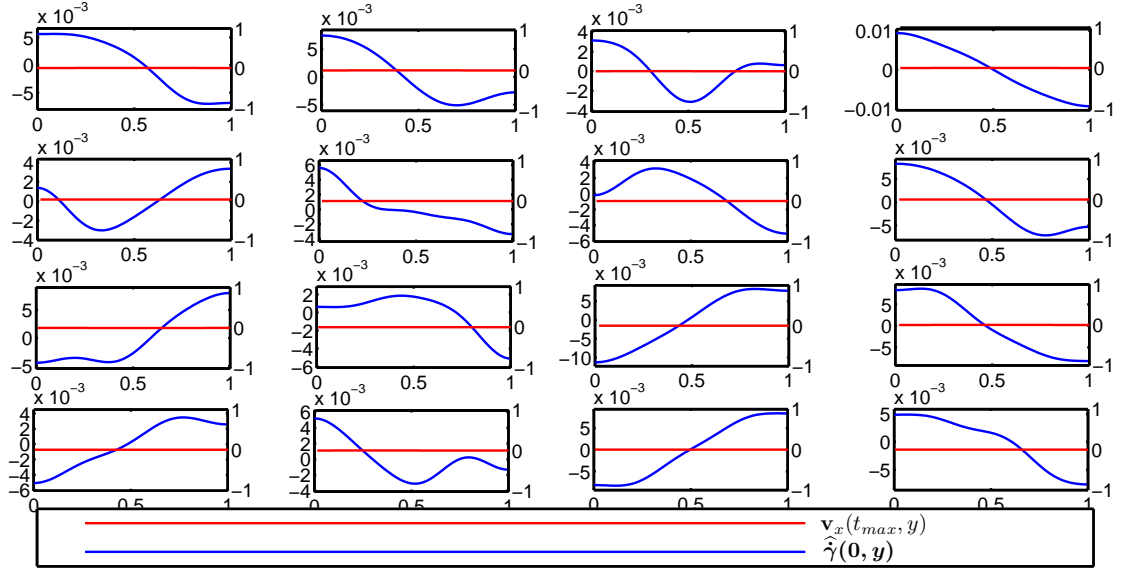 x 10⁻³ x 10⁻³ x 10⁻³
5 0 −5 1 0 −1 0 0.5 1
5 0 −5 1 0 −1 0 0.5 1
4 2 0 −2 −4 1 0 −1 0 0.5 1
0.01 0 −0.01 1 0 −1 0 0.5 1
x 10⁻³ x 10⁻³ x 10⁻³ x 10⁻³
4 2 0 −2 −4 1 0 −1 0 0.5 1
6 4 2 0 −2 −4 1 0 −1 0 0.5 1
4 2 0 −2 −4 −6 1 0 −1 0 0.5 1
5 0 −5 1 0 −1 0 0.5 1
x 10⁻³ x 10⁻³ x 10⁻³ x 10⁻³
5 0 −5 1 0 −1 0 0.5 1
2 0 −2 −4 −6 1 0 −1 0 0.5 1
5 0 −5 −10 1 0 −1 0 0.5 1
5 0 −5 1 0 −1 0 0.5 1
x 10⁻³ x 10⁻³ x 10⁻³ x 10⁻³
4 2 0 −2 −4 −6 1 0 −1 0 0.5 1
6 4 2 0 −2 −4 1 0 −1 0 0.5 1
5 0 −5 1 0 −1 0 0.5 1
5 0 −5 1 0 −1 0 0.5 1
v_x(t_{max}, y)
\widehat{\dot{γ}}(0, y)